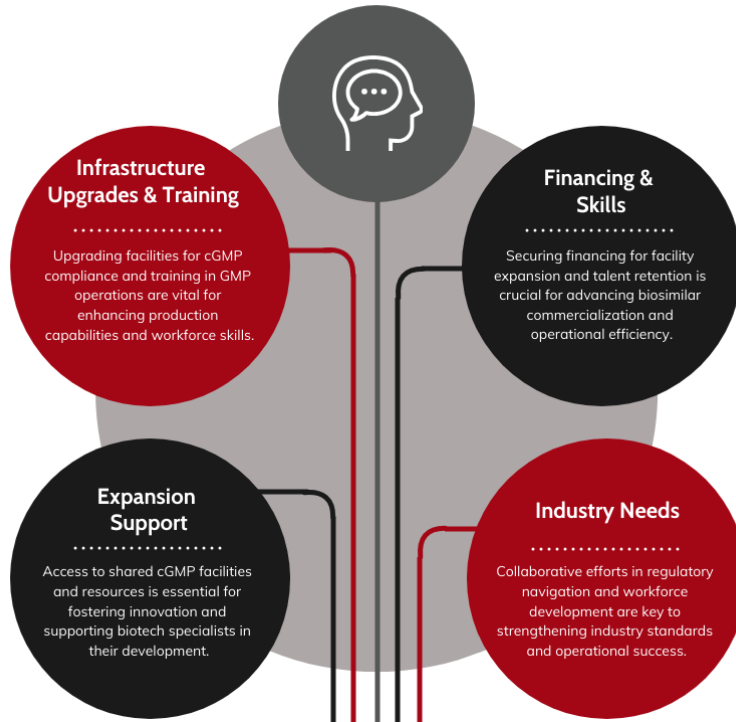 Infrastructure
Upgrades & Training
Upgrading facilities for cGMP
compliance and training in GMP
operations are vital for
enhancing production
capabilities and workforce skills.
Financing &
Skills
Securing financing for facility
expansion and talent retention is
crucial for advancing biosimilar
commercialization and
operational efficiency.
Expansion
Support
Access to shared cGMP facilities
and resources is essential for
fostering innovation and
supporting biotech specialists in
their development.
Industry Needs
Collaborative efforts in regulatory
navigation and workforce
development are key to
strengthening industry standards
and operational success.